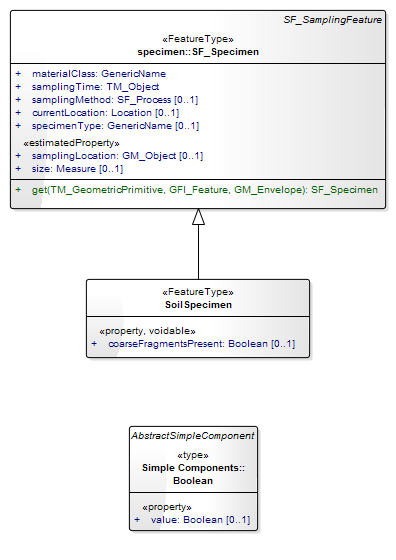 SF_SamplingFeature
«FeatureType»
specimen::SF_Specimen
+ materialClass: GenericName
+ samplingTime: TM_Object
+ samplingMethod: SF_Process [0..1]
+ currentLocation: Location [0..1]
+ specimenType: GenericName [0..1]
«estimatedProperty»
+ samplingLocation: GM_Object [0..1]
+ size: Measure [0..1]
+ get(TM_GeometricPrimitive, GFI_Feature, GM_Envelope): SF_Specimen
«FeatureType»
SoilSpecimen
«property, voidable»
+ coarseFragmentsPresent: Boolean [0..1]
AbstractSimpleComponent
«type»
Simple Components::
Boolean
«property»
+ value: Boolean [0..1]